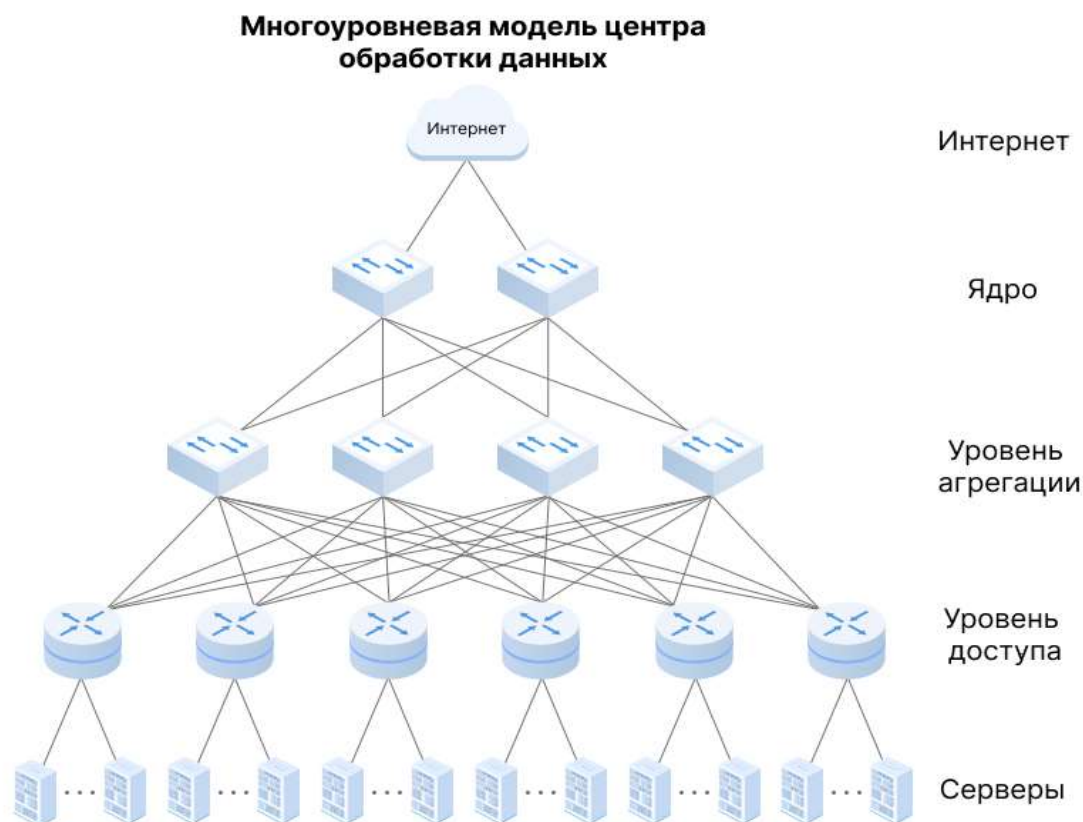 Многоуровневая модель центра
обработки данных
Интернет
Интернет
Ядро
Уровень
агрегации
Уровень
доступа
Серверы